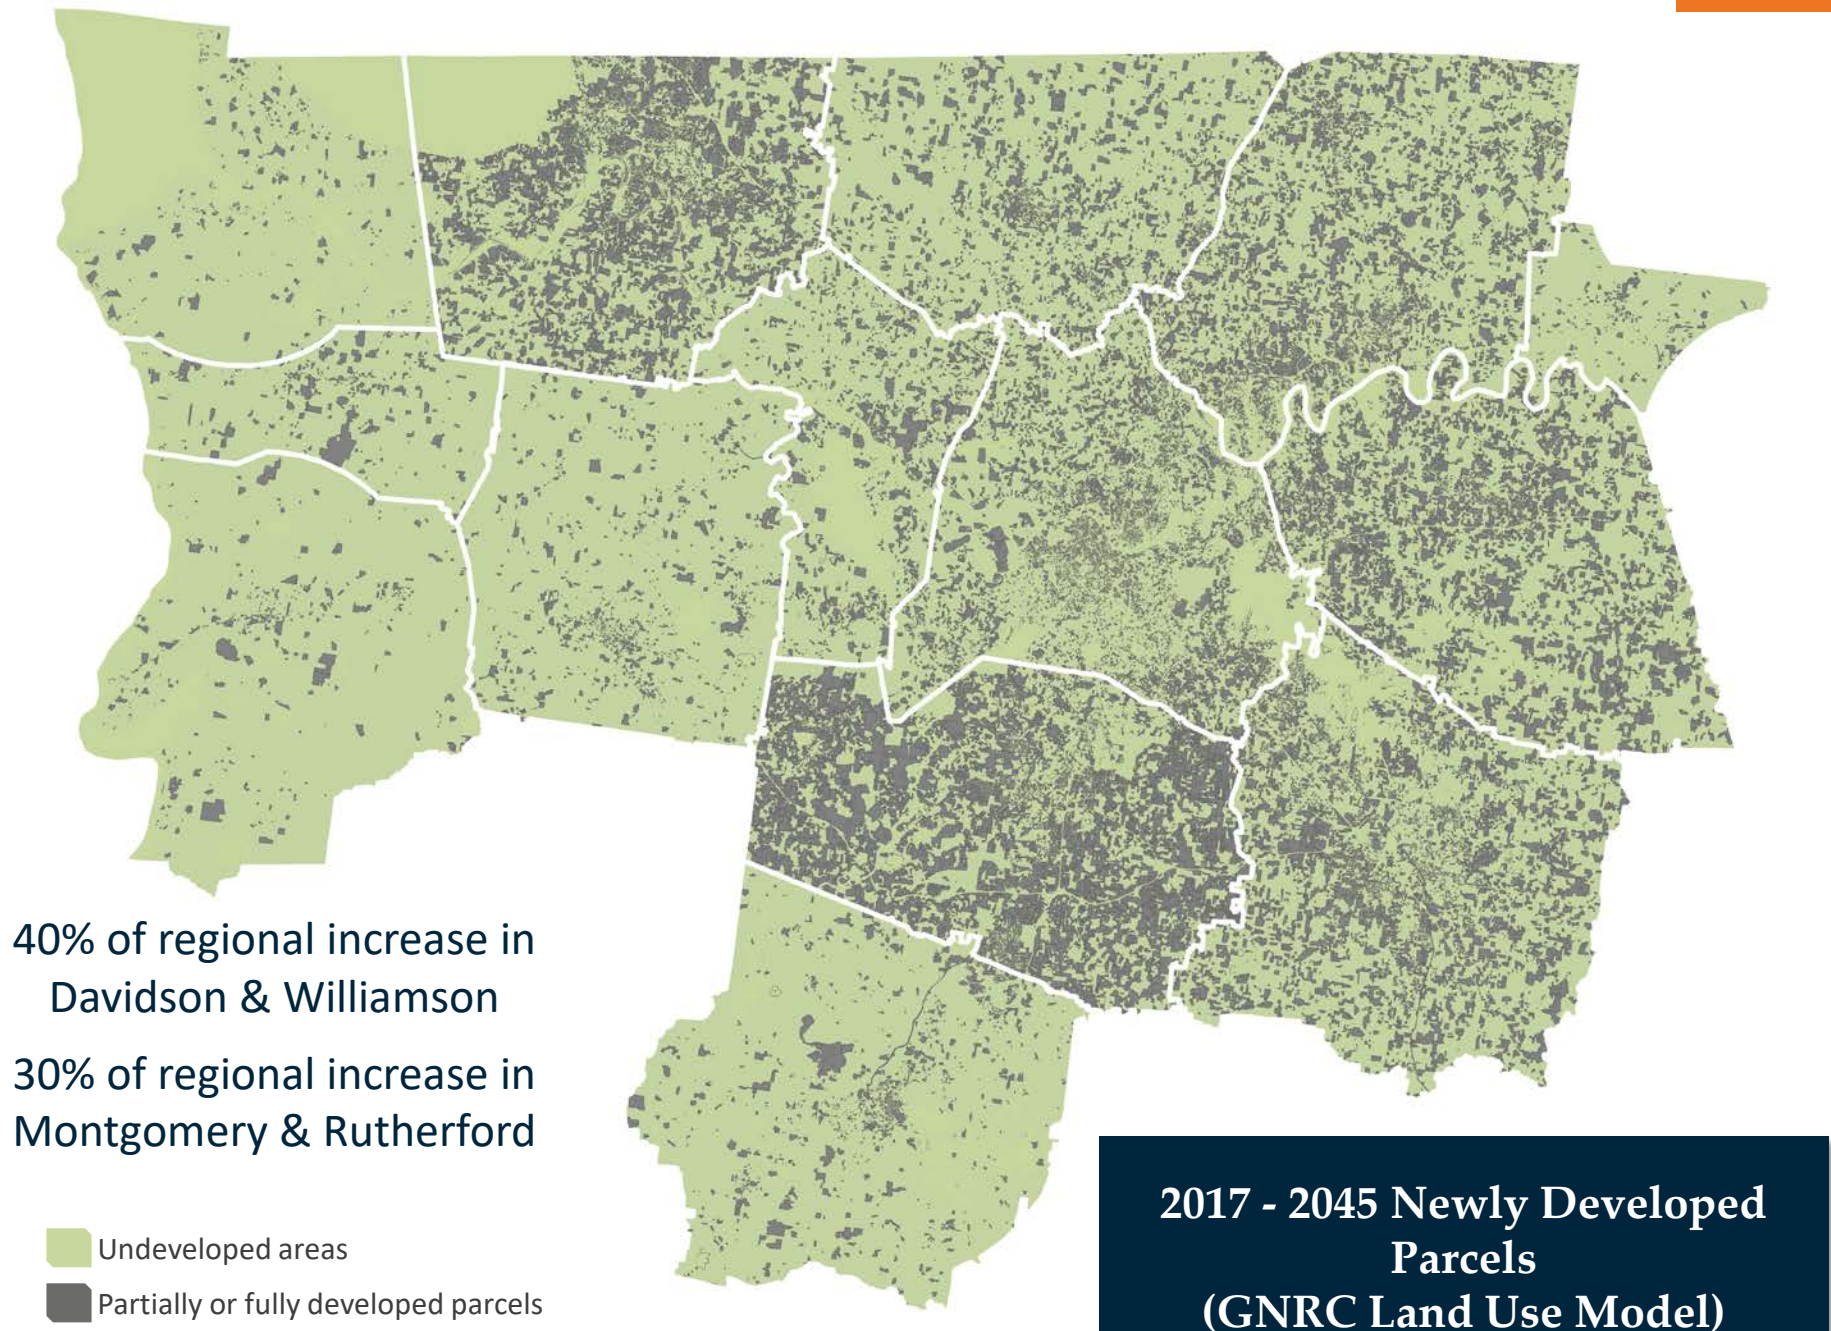 40% of regional increase in
Davidson & Williamson
30% of regional increase in
Montgomery & Rutherford
Undeveloped areas
Partially or fully developed parcels
2017 - 2045 Newly Developed
Parcels
(GNRC Land Use Model)